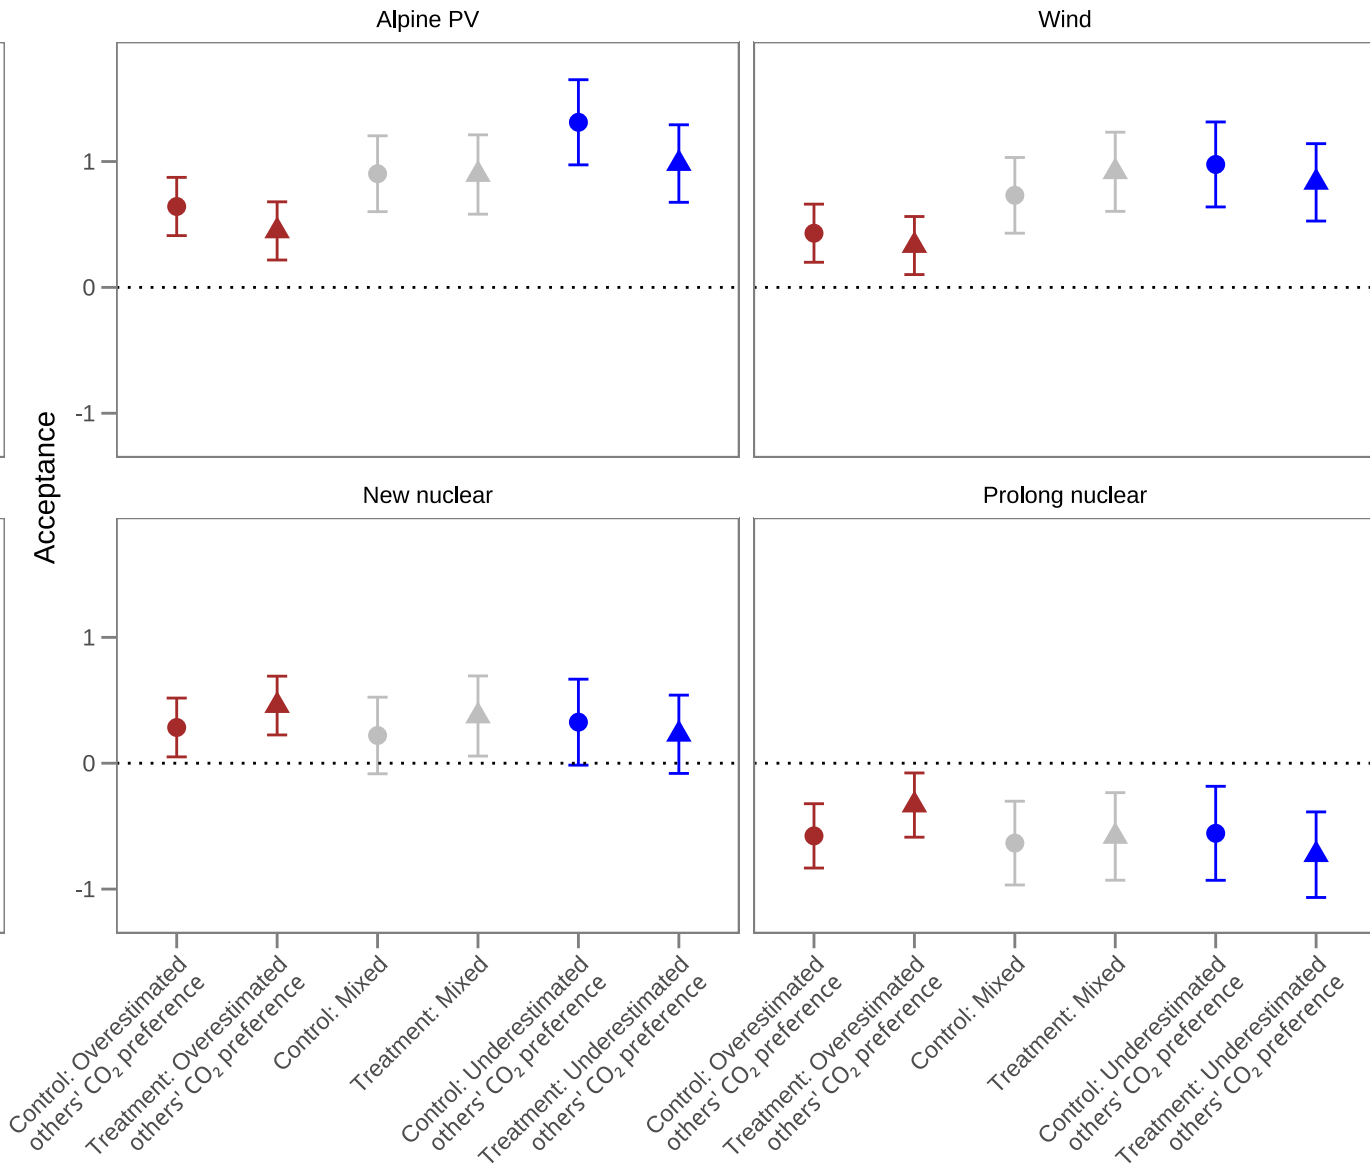 Alpine PV
Wind
1
0
-1
Acceptance
New nuclear
Prolong nuclear
1
0
-1
Control: Overestimated
others' CO₂ preference
Treatment: Overestimated
others' CO₂ preference
Control: Mixed
Treatment: Mixed
Control: Underestimated
others' CO₂ preference
Treatment: Underestimated
others' CO₂ preference
Control: Overestimated
others' CO₂ preference
Treatment: Overestimated
others' CO₂ preference
Control: Mixed
Treatment: Mixed
Control: Underestimated
others' CO₂ preference
Treatment: Underestimated
others' CO₂ preference